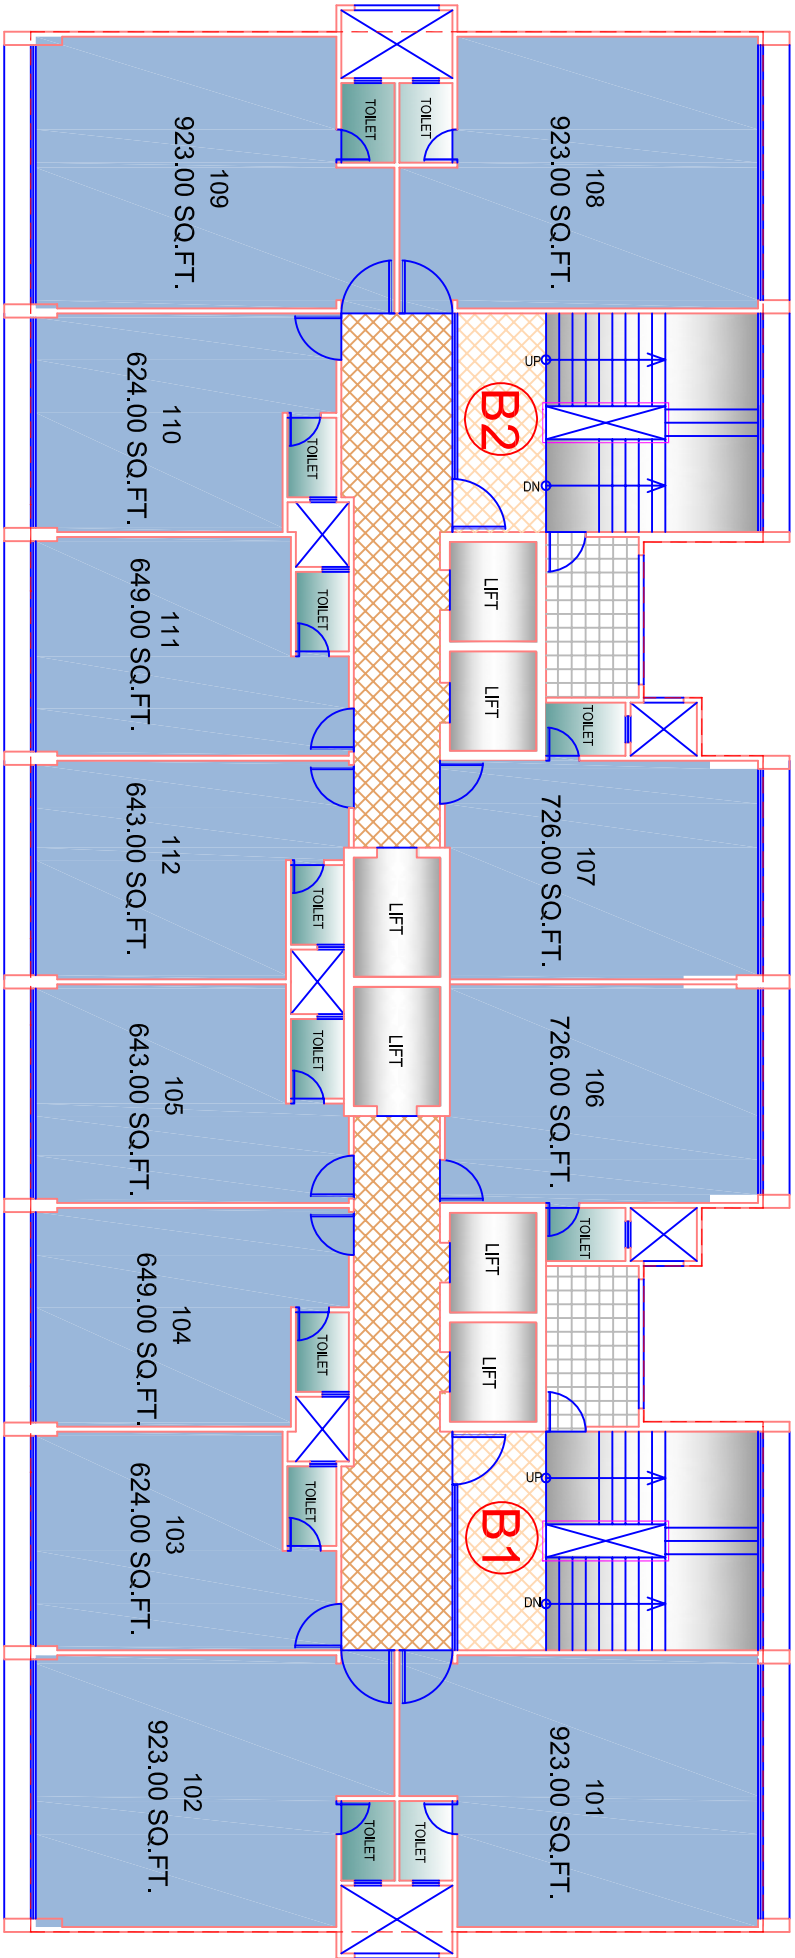 TOILET
TOILET
109
923.00 SQ.FT.
108
923.00 SQ.FT.
110
624.00 SQ.FT.
UP
B2
DN
TOILET
LIFT
111
649.00 SQ.FT.
TOILET
LIFT
TOILET
112
643.00 SQ.FT.
107
726.00 SQ.FT.
TOILET
LIFT
LIFT
TOILET
105
643.00 SQ.FT.
106
726.00 SQ.FT.
104
649.00 SQ.FT.
LIFT
TOILET
TOILET
LIFT
103
624.00 SQ.FT.
TOILET
UP
B1
DN
102
923.00 SQ.FT.
101
923.00 SQ.FT.
TOILET
TOILET